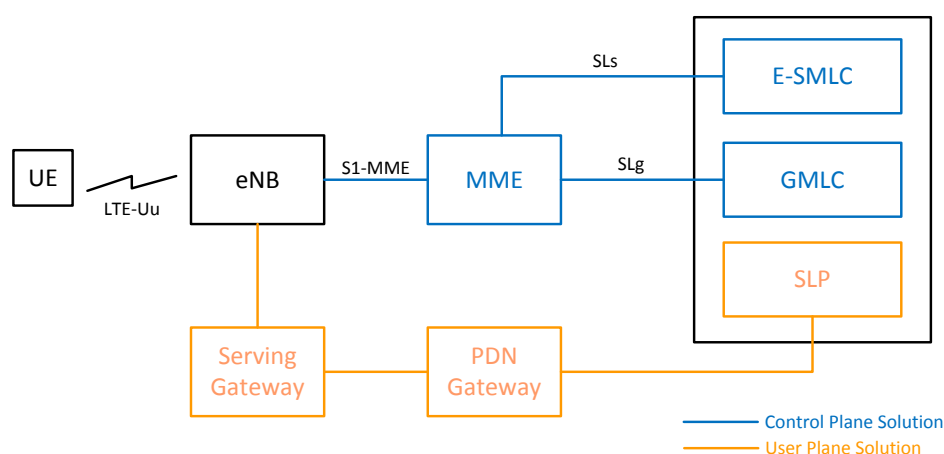 SLs
E-SMLC
UE
LTE-Uu
eNB
S1-MME
MME
SLg
GMLC
SLP
Serving
Gateway
PDN
Gateway
Control Plane Solution
User Plane Solution